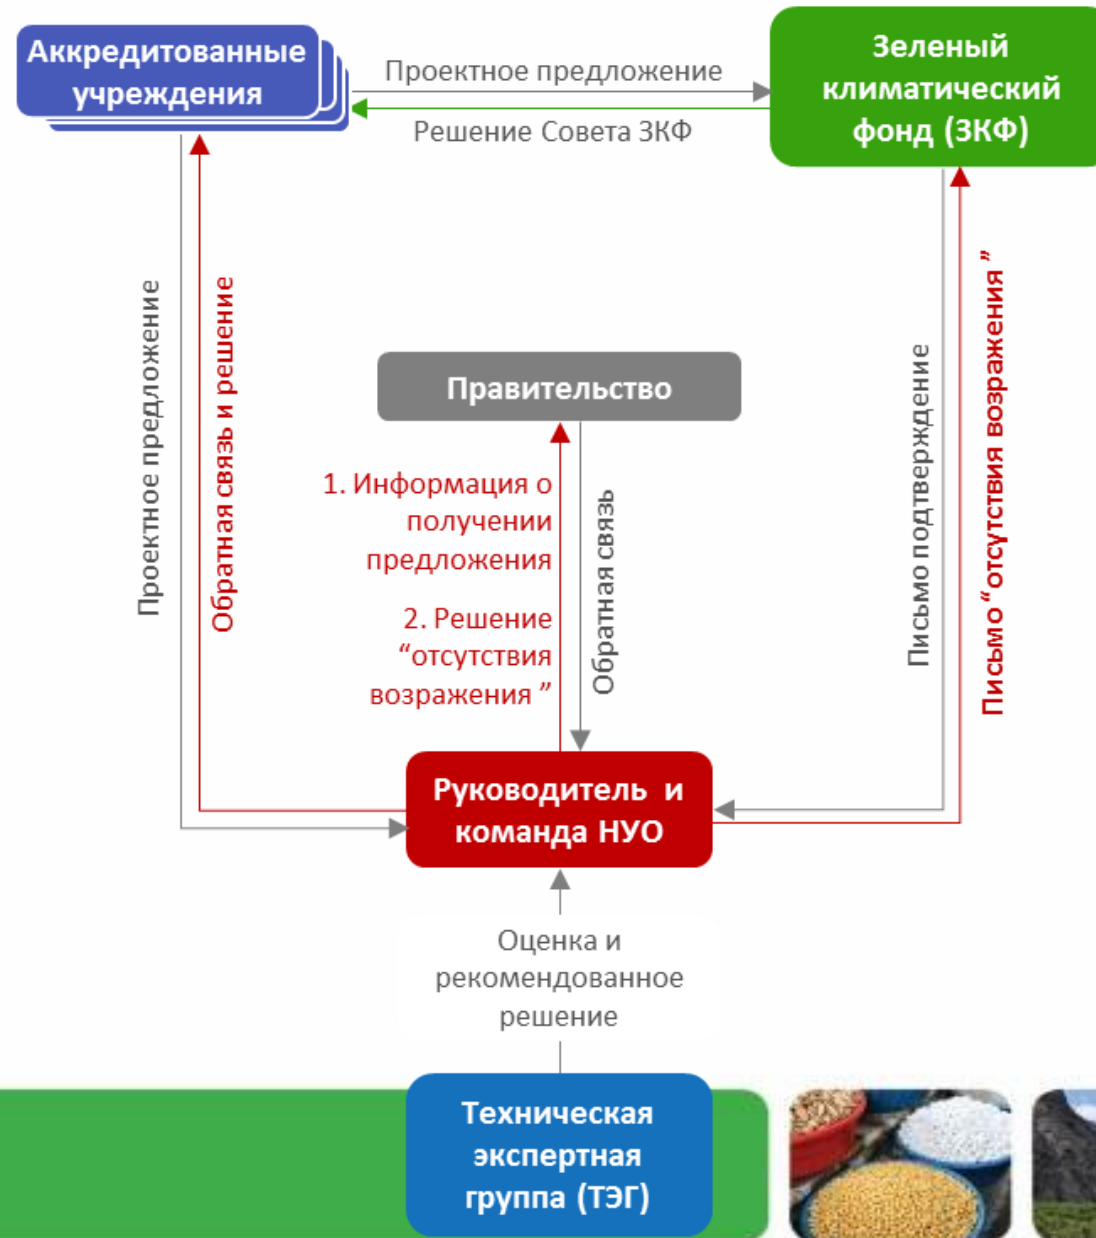 Аккредитованные
учреждения
Проектное предложение
Решение Совета ЗКФ
Зеленый
климатический
фонд (ЗКФ)
Проектное предложение
Обратная связь и решение
Правительство
1. Информация о
получении
предложения
2. Решение
“отсутствия
возражения ”
Обратная связь
Письмо подтверждение
Письмо “отсутствия возражения ”
Руководитель и
команда НУО
Оценка и
рекомендованное
решение
Техническая
экспертная
группа (ТЭГ)